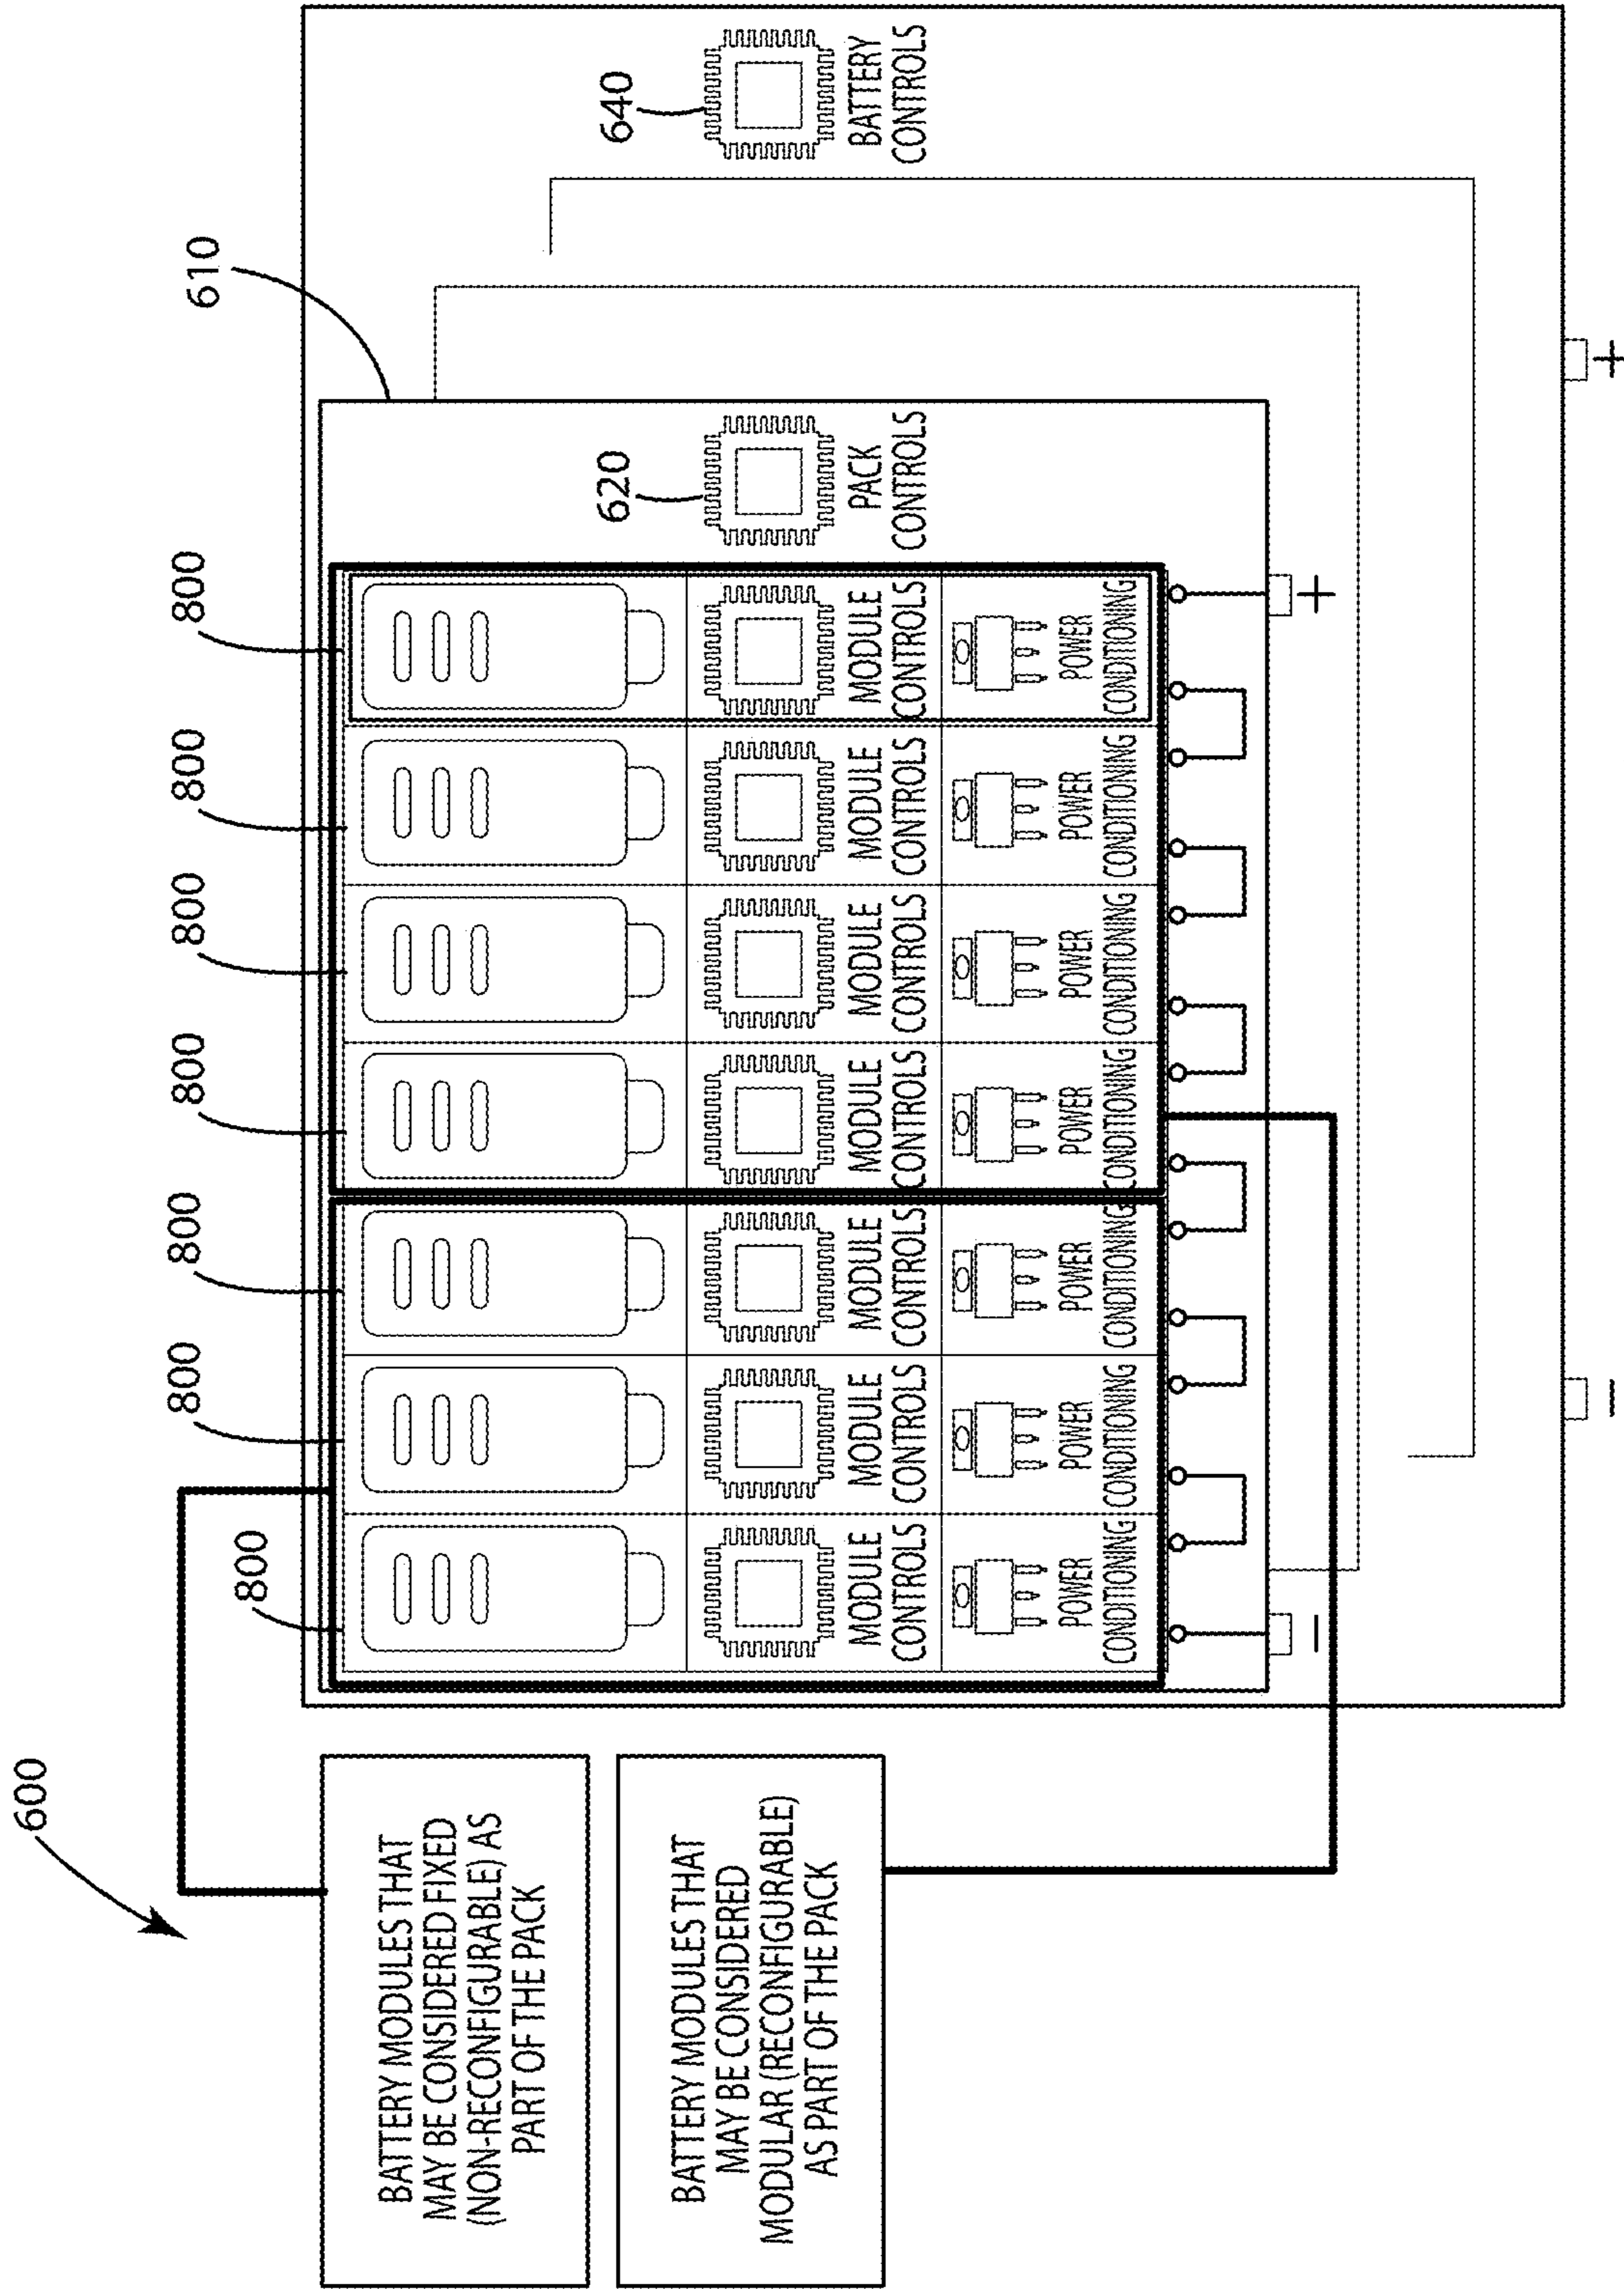 600
BATTERY MODULES THAT
MAY BE CONSIDERED FIXED
(NON-RECONFIGURABLE) AS
PART OF THE PACK
BATTERY MODULES THAT
MAY BE CONSIDERED
MODULAR (RECONFIGURABLE)
AS PART OF THE PACK
800
800
800
800
800
800
800
610
MODULE
CONTROLS
MODULE
CONTROLS
MODULE
CONTROLS
MODULE
CONTROLS
MODULE
CONTROLS
MODULE
CONTROLS
MODULE
CONTROLS
620
PACK
CONTROLS
640
BATTERY
CONTROLS
POWER
CONDITIONING
POWER
CONDITIONING
POWER
CONDITIONING
POWER
CONDITIONING
POWER
CONDITIONING
POWER
CONDITIONING
POWER
CONDITIONING
−
+
−
+